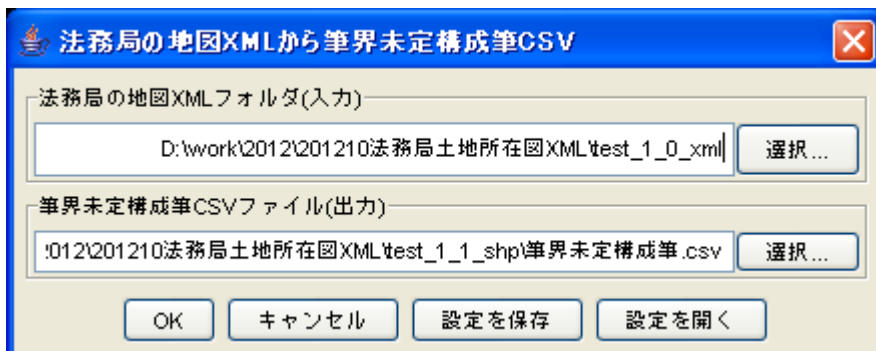 法務局の地図XMLから筆界未定構成筆CSV
法務局の地図XMLフォルダ(入力)
D:\work\2012\201210法務局土地所在図XML\test_1_0_xml
選択...
筆界未定構成筆CSVファイル(出力)
:012\201210法務局土地所在図XML\test_1_1_shp\筆界未定構成筆.csv
選択...
OK キャンセル 設定を保存 設定を開く